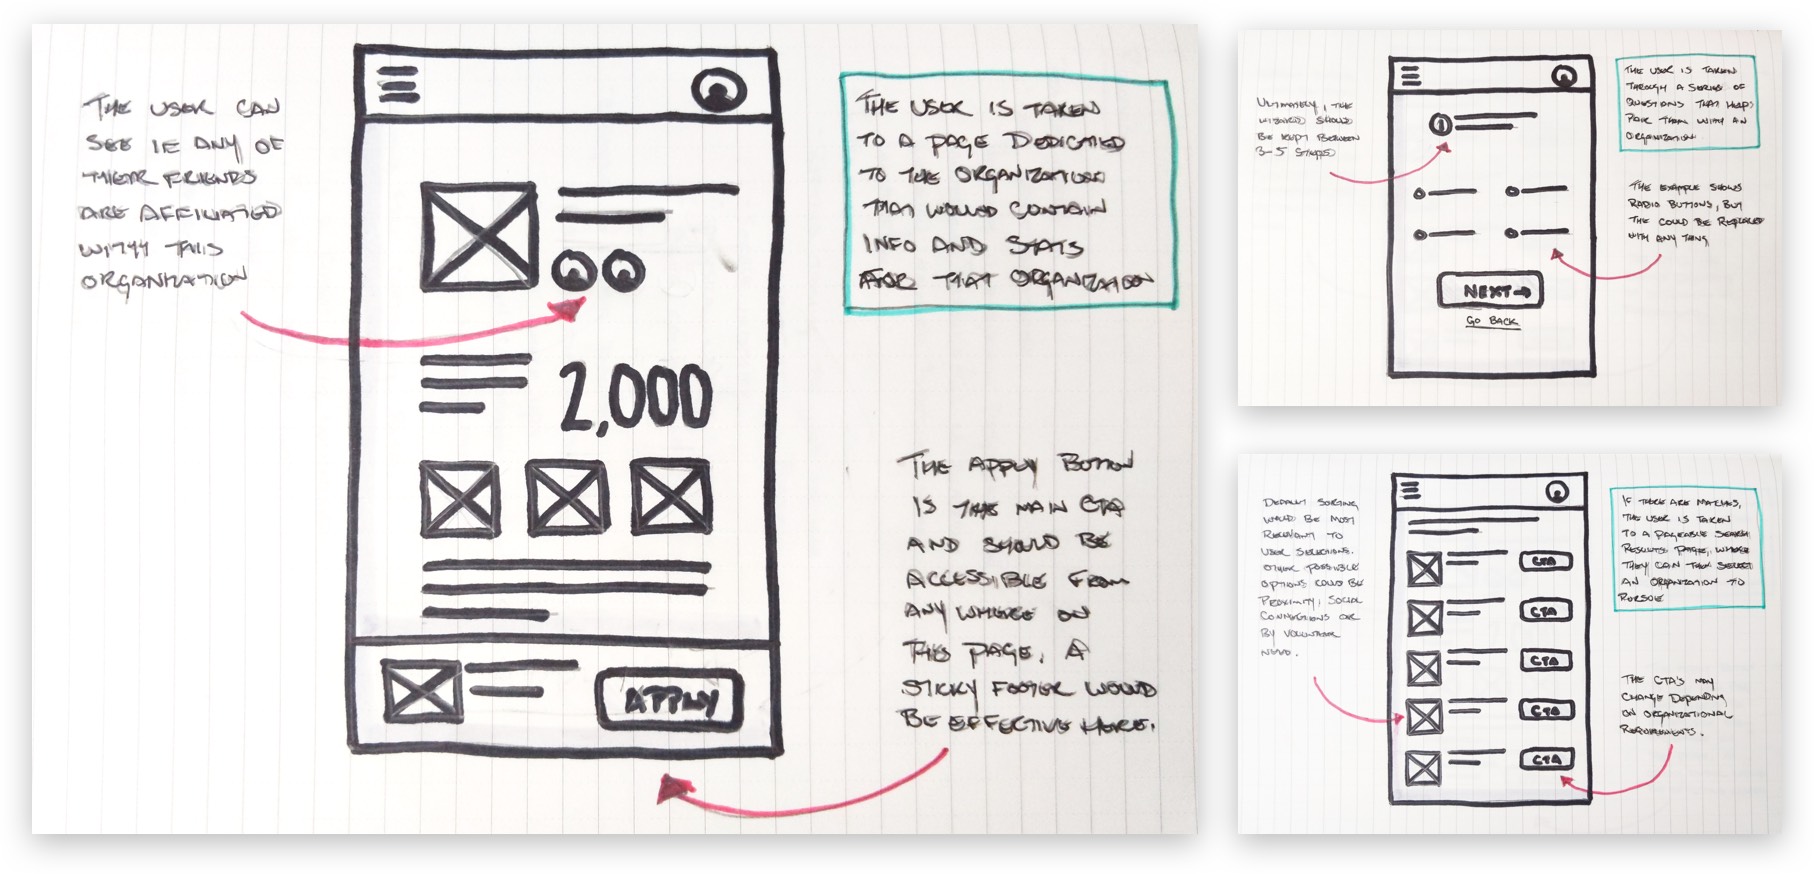 THE USER CAN
SEE IF ANY OF
THEIR FRIENDS
ARE AFFILIATED
WITH THIS
ORGANIZATION
2,000
APPLY
THE USER IS TAKEN
TO A PAGE DEDICATED
TO THE ORGANIZATION
THAT WOULD CONTAIN
INFO AND STATS
FOR THAT ORGANIZATION
THE APPLY BUTTON
IS THE MAIN CTA
AND SHOULD BE
ACCESSIBLE FROM
ANY WHERE ON
THIS PAGE. A
STICKY FOOTER WOULD
BE EFFECTIVE HERE.
ULTIMATELY, THE
WIZARD SHOULD
BE KEPT BETWEEN
3-5 STEPS
1
NEXT→
GO BACK
THE USER IS TAKEN
THROUGH A SERIES OF
QUESTIONS THAT HELPS
PAIR THEM WITH AN
ORGANIZATION
THE EXAMPLE SHOWS
RADIO BUTTONS, BUT
THE COULD BE REPLACED
WITH ANY THING
DEFAULT SORTING
WOULD BE MOST
RELEVANT TO
USER SELECTIONS.
OTHER POSSIBLE
OPTIONS COULD BE
PROXIMITY, SOCIAL
CONNECTIONS OR
BY VOLUNTEER
NEED.
CTA
CTA
CTA
CTA
CTA
IF THERE ARE MATCHES,
THE USER IS TAKEN
TO A PAGEABLE SEARCH
RESULTS PAGE, WHERE
THEY CAN THEN SELECT
AN ORGANIZATION TO
PURSUE
THE CTA'S MAY
CHANGE DEPENDING
ON ORGANIZATIONAL
REQUIREMENTS.